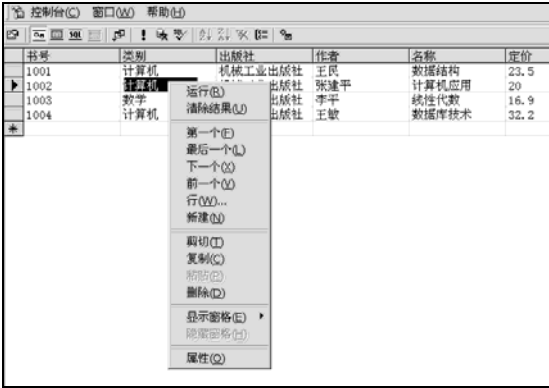 控制台(C) 窗口(W) 帮助(H)
SQL
书号 类别 出版社 作者 名称 定价
1001 计算机 机械工业出版社 王民 数据结构 23.5
1002 计算机 张建平 计算机应用 20
1003 数学 出版社 李平 线性代数 16.9
1004 计算机 出版社 王敏 数据库技术 32.2
运行(R)
清除结果(U)
第一个(F)
最后一个(L)
下一个(X)
前一个(V)
行(W)...
新建(N)
剪切(T)
复制(C)
粘贴(P)
删除(D)
显示窗格(E)
隐藏窗格(H)
属性(O)